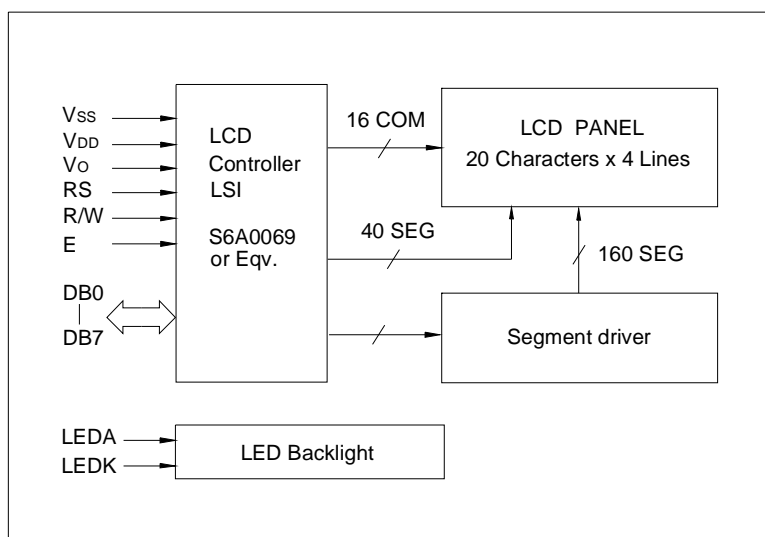 VSS
VDD
VO
RS
R/W
E
DB0
DB7
LCD
Controller
LSI
S6A0069
or Eqv.
16 COM
40 SEG
LCD PANEL
20 Characters x 4 Lines
160 SEG
Segment driver
LEDA
LEDK
LED Backlight